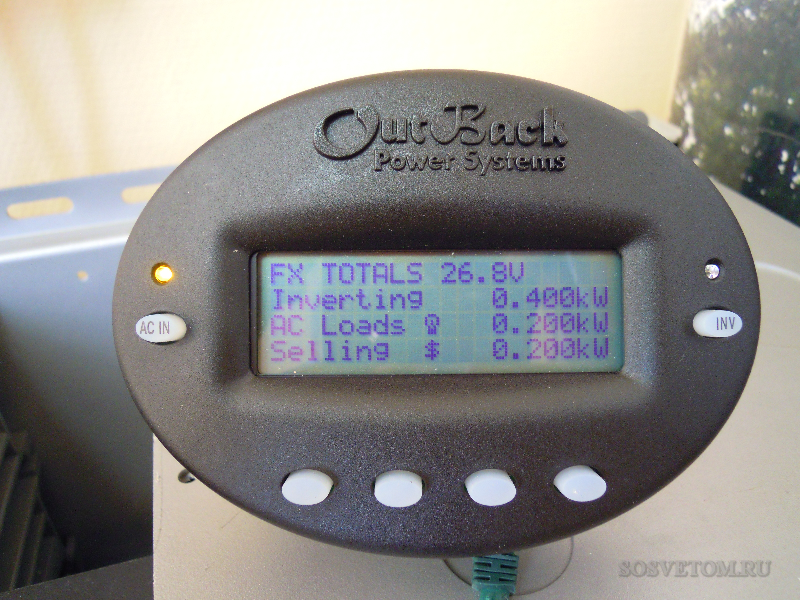 OutBack
Power Systems
FX TOTALS 26.8V
Inverting 0.400kW
AC Loads 0.200kW
Selling $ 0.200kW
AC IN
INV
SOSVETOM.RU